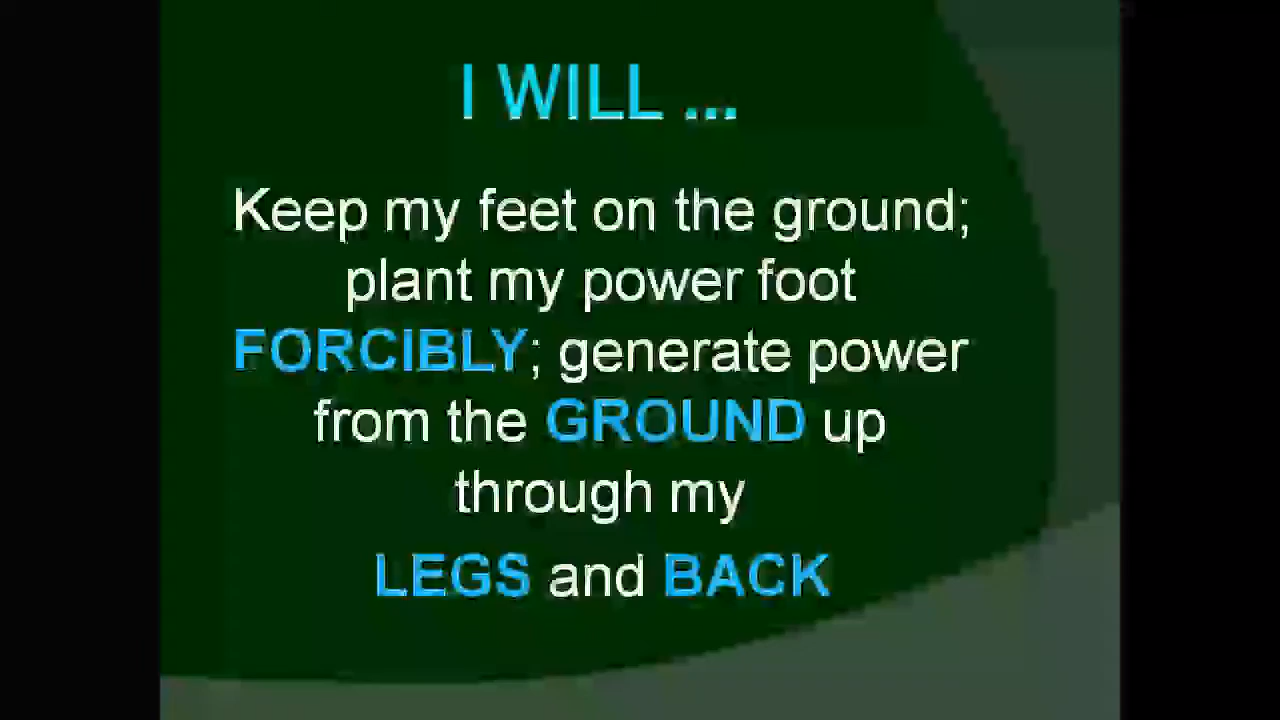 I WILL ...
Keep my feet on the ground;
plant my power foot
FORCIBLY; generate power
from the GROUND up
through my
LEGS and BACK